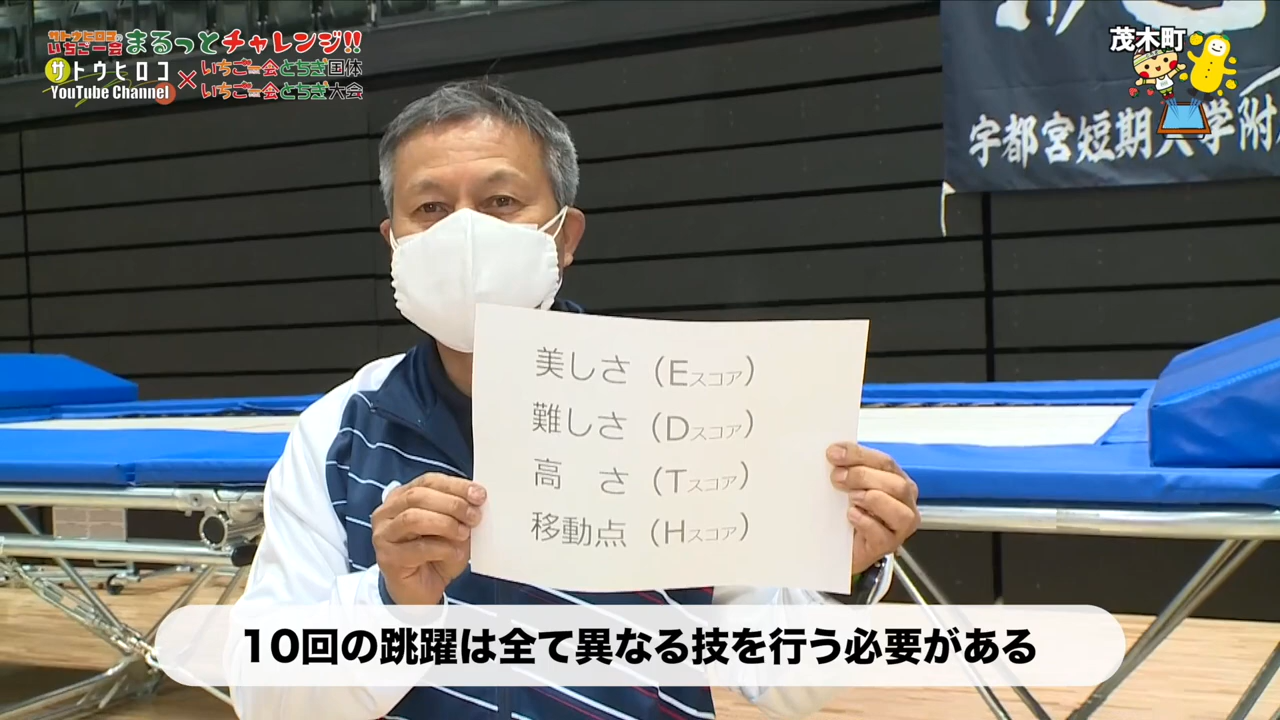 サトウヒロコの
いちご一会
まるっとチャレンジ!!
サトウヒロコ
YouTube Channel
×
いちご一会とちぎ国体
いちご一会とちぎ大会
茂木町
宇都宮短期大学附
美しさ（Eスコア）
難しさ（Dスコア）
高　さ（Tスコア）
移動点（Hスコア）
10回の跳躍は全て異なる技を行う必要がある